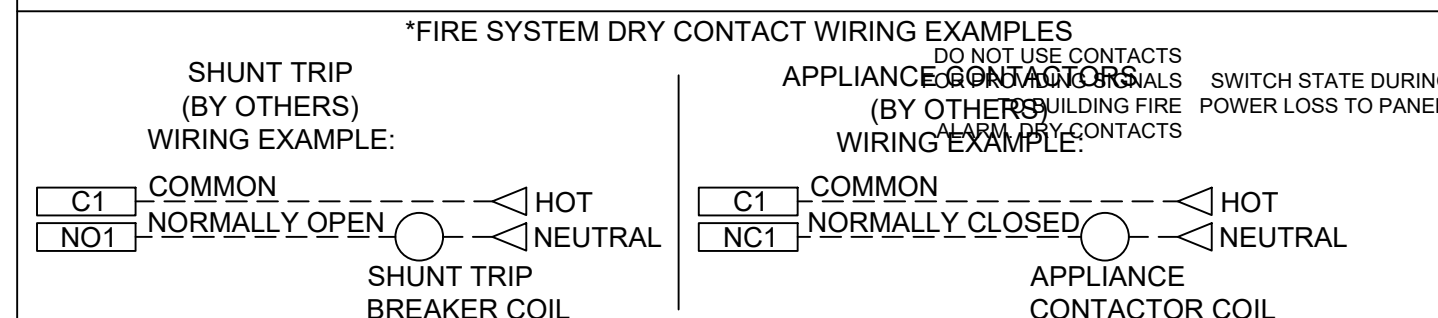 *FIRE SYSTEM DRY CONTACT WIRING EXAMPLES
SHUNT TRIP
(BY OTHERS)
WIRING EXAMPLE:
C1 COMMON HOT
NO1 NORMALLY OPEN NEUTRAL
SHUNT TRIP
BREAKER COIL
APPLIANCE CONTACTORS
(BY OTHERS)
WIRING EXAMPLE:
DO NOT USE CONTACTS
FOR PROVIDING SIGNALS
TO BUILDING FIRE
ALARM. DRY CONTACTS
SWITCH STATE DURING
POWER LOSS TO PANEL
C1 COMMON HOT
NC1 NORMALLY CLOSED NEUTRAL
APPLIANCE
CONTACTOR COIL